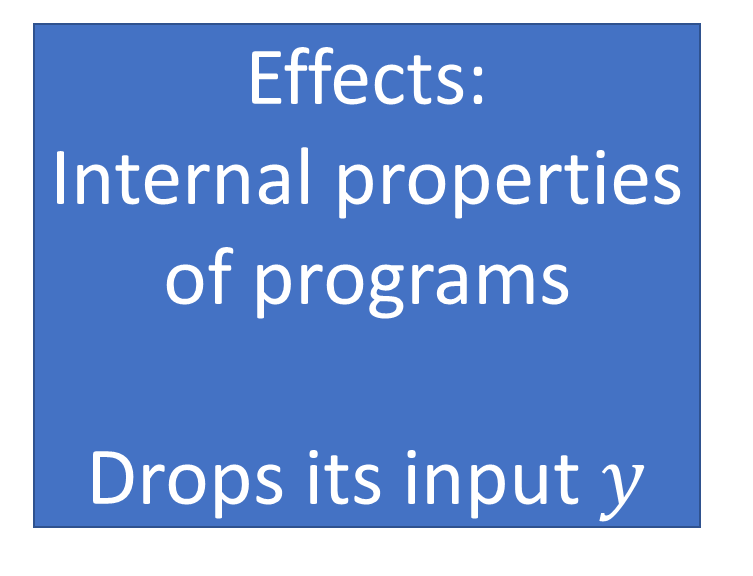 Effects:
Internal properties
of programs
Drops its input y